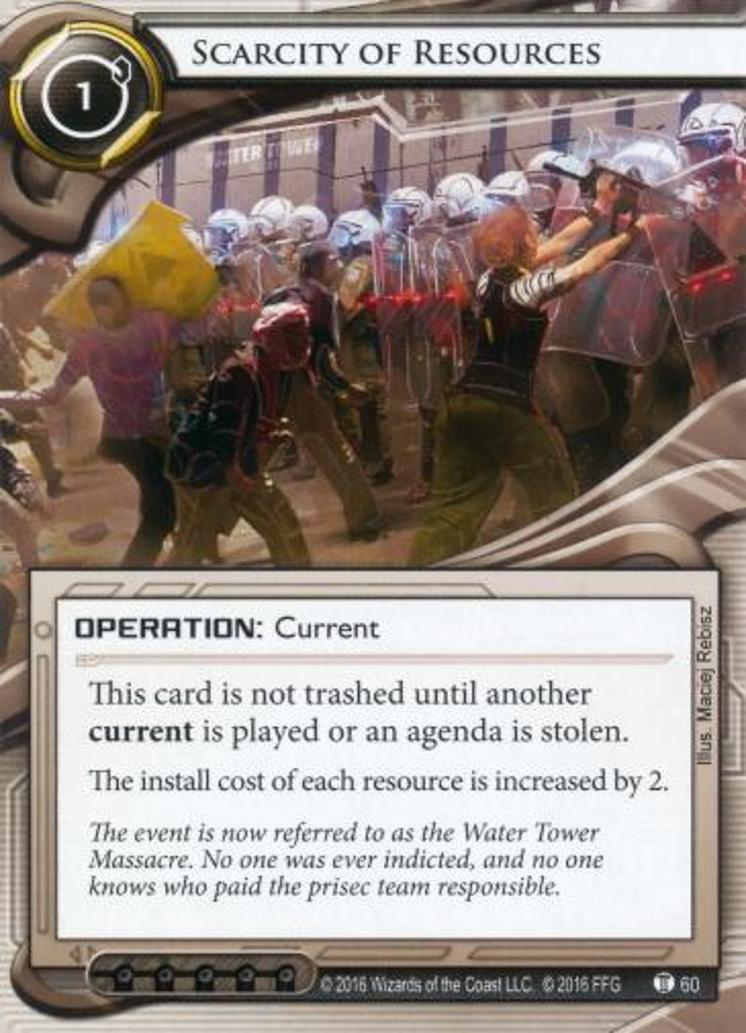 1
SCARCITY OF RESOURCES
WATER TOWER
OPERATION: Current
This card is not trashed until another
current is played or an agenda is stolen.
The install cost of each resource is increased by 2.
The event is now referred to as the Water Tower
Massacre. No one was ever indicted, and no one
knows who paid the prisec team responsible.
Illus. Maciej Rebisz
© 2016 Wizards of the Coast LLC. © 2016 FFG
60